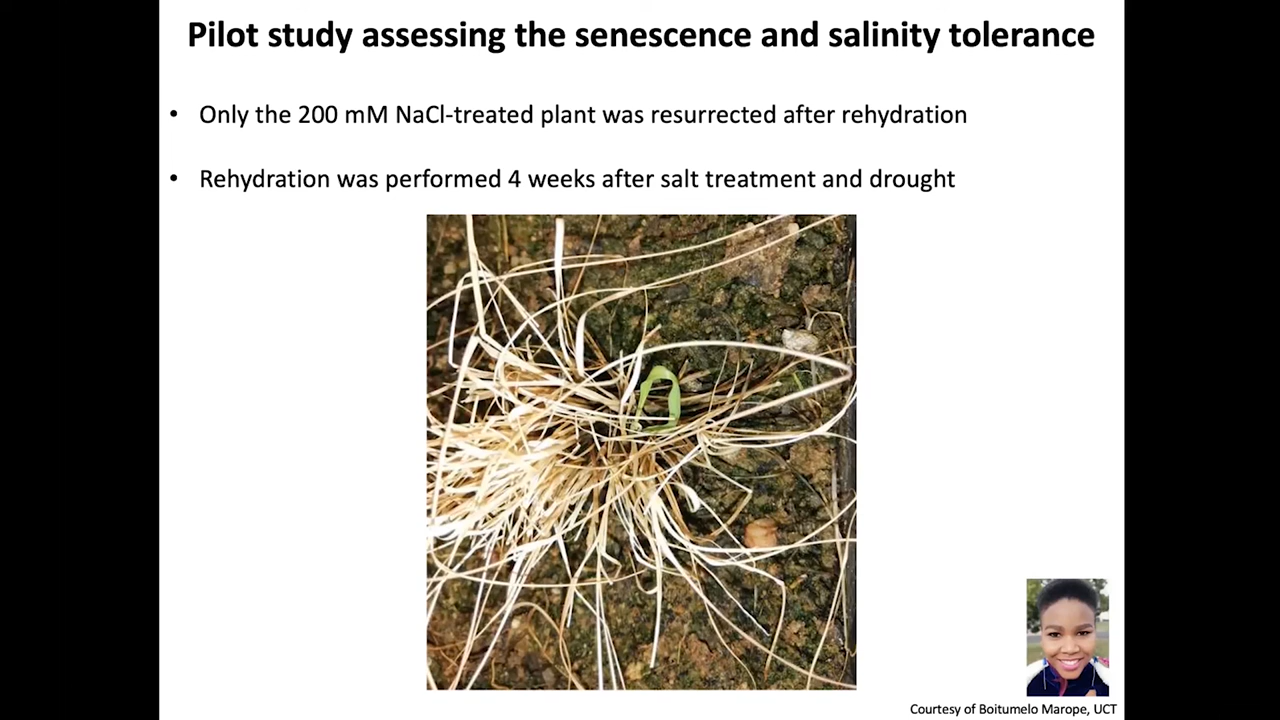 Pilot study assessing the senescence and salinity tolerance
• Only the 200 mM NaCl-treated plant was resurrected after rehydration
• Rehydration was performed 4 weeks after salt treatment and drought
Courtesy of Boitumelo Marope, UCT